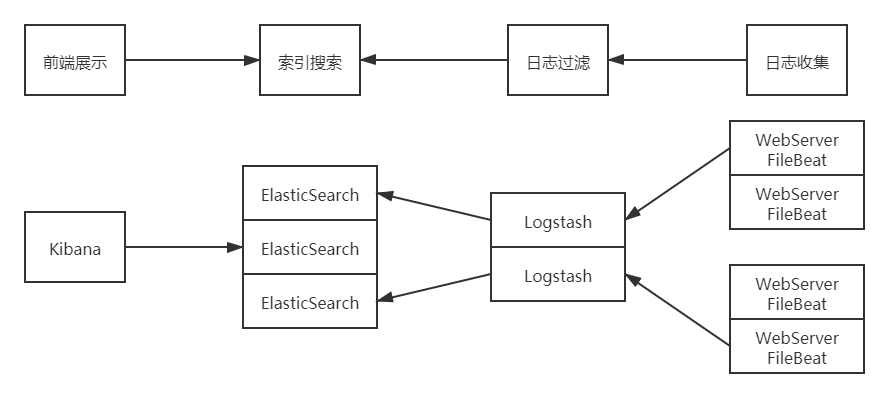 前端展示
索引搜索
日志过滤
日志收集
Kibana
ElasticSearch
ElasticSearch
ElasticSearch
Logstash
Logstash
WebServer
FileBeat
WebServer
FileBeat
WebServer
FileBeat
WebServer
FileBeat